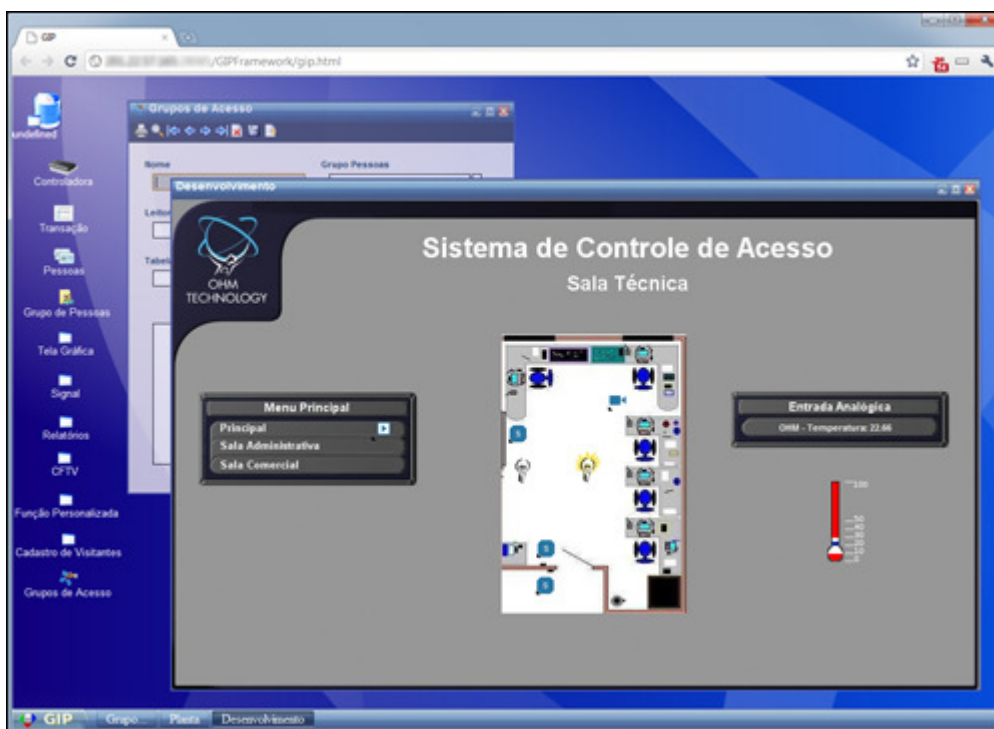 GIP
/GIPFramework/gip.html
undefined
Controladora
Transação
Pessoas
Grupo de Pessoas
Tela Gráfica
Signal
Relatórios
CFTV
Função Personalizada
Cadastro de Visitantes
Grupos de Acesso
Grupos de Acesso
Nome
Grupo Pessoas
Desenvolvimento
OHM
TECHNOLOGY
Sistema de Controle de Acesso
Sala Técnica
Menu Principal
Principal
Sala Administrativa
Sala Comercial
Entrada Analógica
OHM - Temperatura: 22.66
100
GIP
Grupo...
Planta
Desenvolvimento